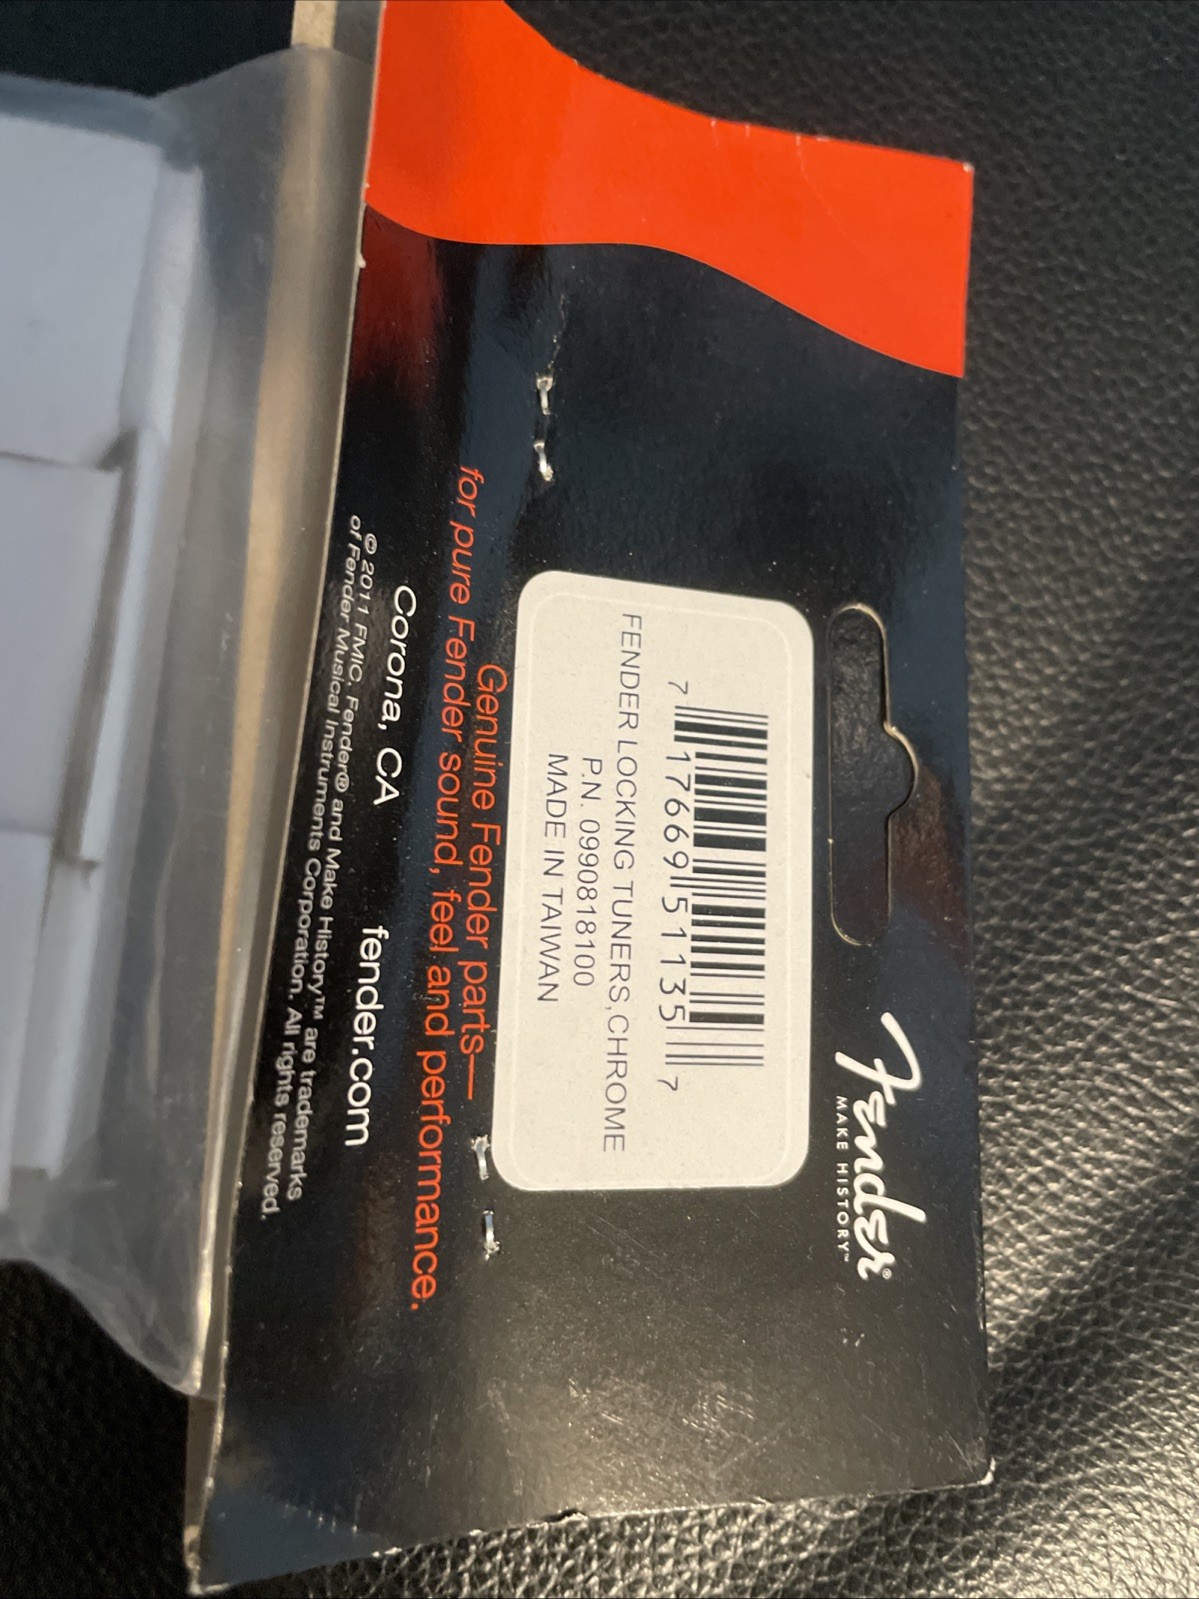 Fender®
MAKE HISTORY™
7 17669 51135 7
FENDER LOCKING TUNERS,CHROME
P.N. 0990818100
MADE IN TAIWAN
Genuine Fender parts—
for pure Fender sound, feel and performance.
Corona, CA fender.com
© 2011 FMIC. Fender® and Make History™ are trademarks
of Fender Musical Instruments Corporation. All rights reserved.